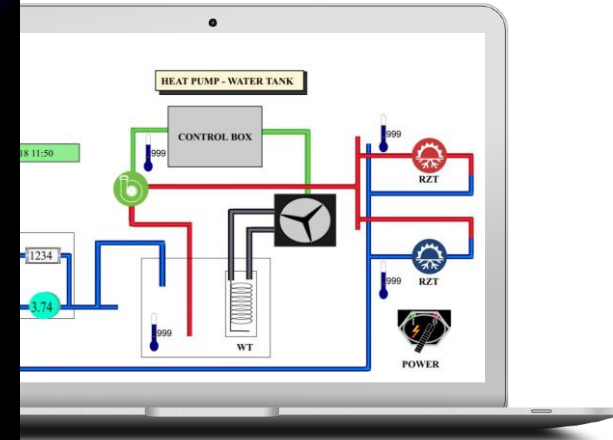 HEAT PUMP - WATER TANK
CONTROL BOX
18 11:50
999
999
RZT
1234
3.74
999
999
RZT
WT
POWER